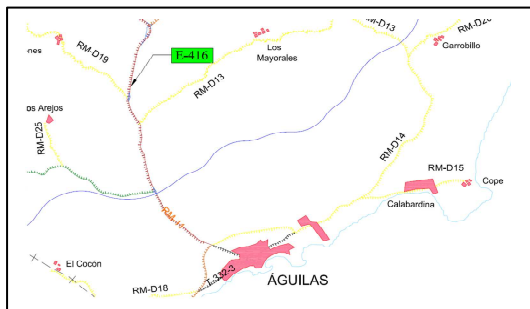 RM-D13
RM-D20
Garrobillo
Los
Mayorales
nes
RM-D19
E-416
RM-D13
os Arejos
RM-D25
RM-D14
RM-D15
Cope
Calabardina
RM-11
El Cocón
T-332-3
ÁGUILAS
RM-D18